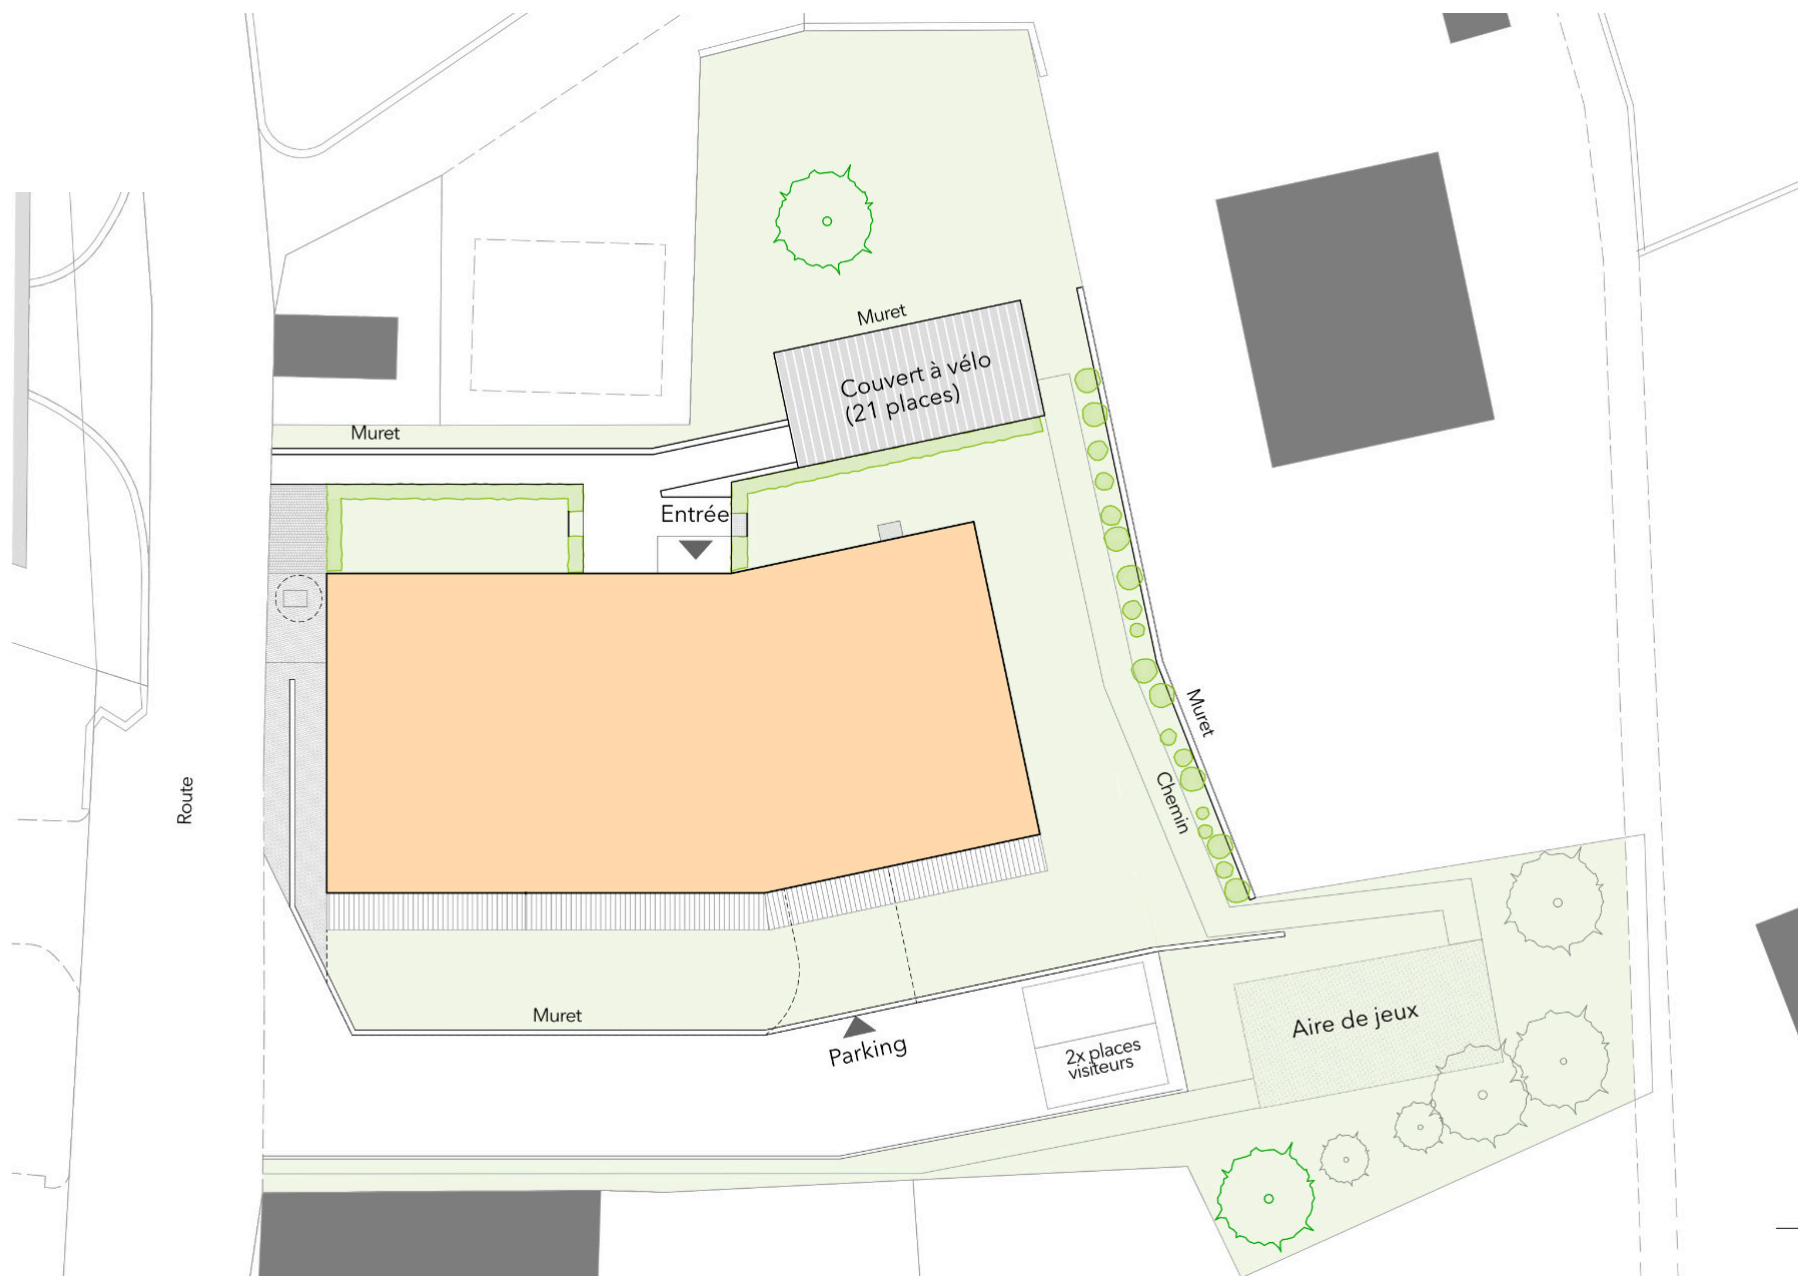 Muret
Couvert à vélo
(21 places)
Muret
Entrée
Muret
Chemin
Route
Muret
Parking
2x places
visiteurs
Aire de jeux